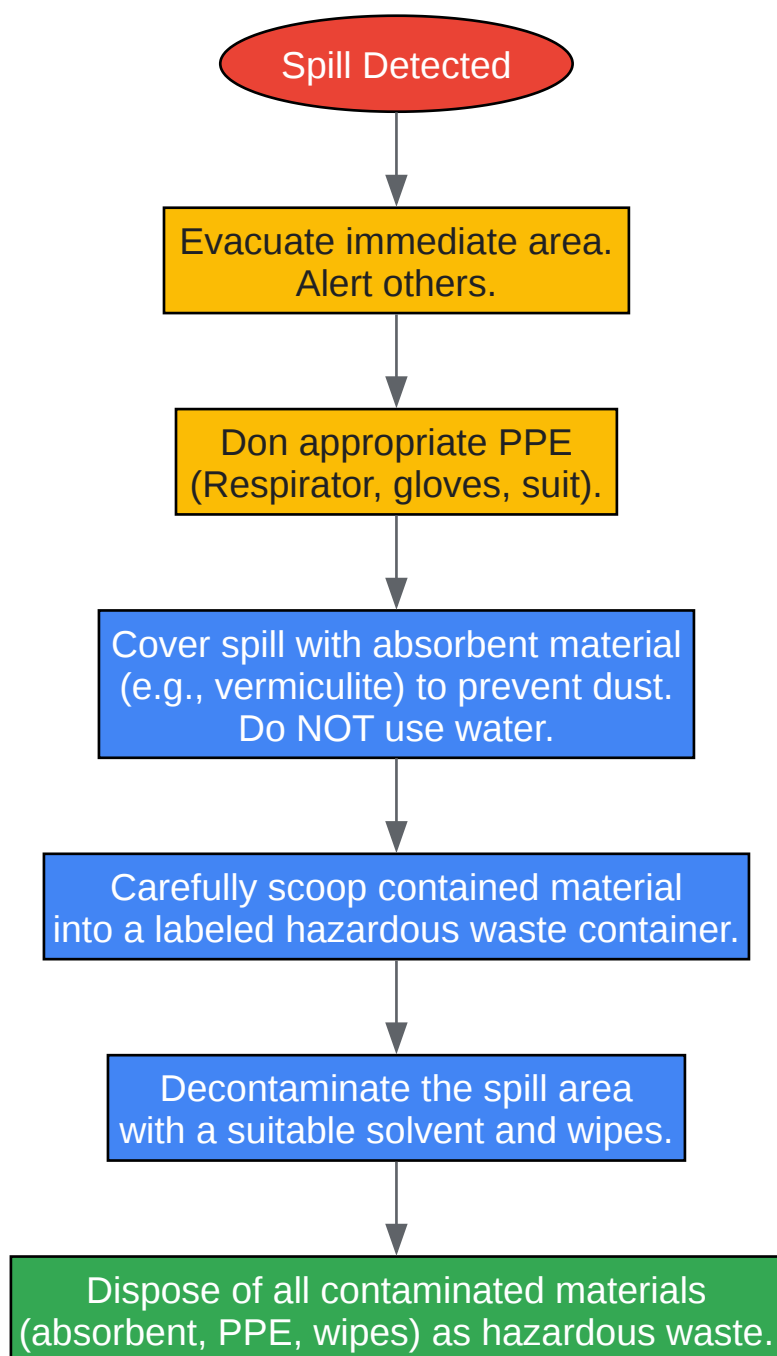 Spill Detected
Evacuate immediate area.
Alert others.
Don appropriate PPE
(Respirator, gloves, suit).
Cover spill with absorbent material
(e.g., vermiculite) to prevent dust.
Do NOT use water.
Carefully scoop contained material
into a labeled hazardous waste container.
Decontaminate the spill area
with a suitable solvent and wipes.
Dispose of all contaminated materials
(absorbent, PPE, wipes) as hazardous waste.